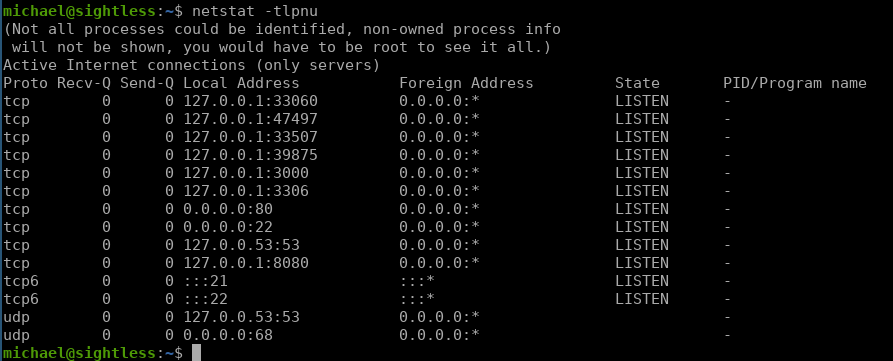 michael@sightless:~$ netstat -tlpnu
(Not all processes could be identified, non-owned process info
 will not be shown, you would have to be root to see it all.)
Active Internet connections (only servers)
Proto Recv-Q Send-Q Local Address           Foreign Address         State       PID/Program name
tcp        0      0 127.0.0.1:33060         0.0.0.0:*               LISTEN      -
tcp        0      0 127.0.0.1:47497         0.0.0.0:*               LISTEN      -
tcp        0      0 127.0.0.1:33507         0.0.0.0:*               LISTEN      -
tcp        0      0 127.0.0.1:39875         0.0.0.0:*               LISTEN      -
tcp        0      0 127.0.0.1:3000          0.0.0.0:*               LISTEN      -
tcp        0      0 127.0.0.1:3306          0.0.0.0:*               LISTEN      -
tcp        0      0 0.0.0.0:80              0.0.0.0:*               LISTEN      -
tcp        0      0 0.0.0.0:22              0.0.0.0:*               LISTEN      -
tcp        0      0 127.0.0.53:53           0.0.0.0:*               LISTEN      -
tcp        0      0 127.0.0.1:8080          0.0.0.0:*               LISTEN      -
tcp6       0      0 :::21                   :::*                    LISTEN      -
tcp6       0      0 :::22                   :::*                    LISTEN      -
udp        0      0 127.0.0.53:53           0.0.0.0:*                           -
udp        0      0 0.0.0.0:68              0.0.0.0:*                           -
michael@sightless:~$